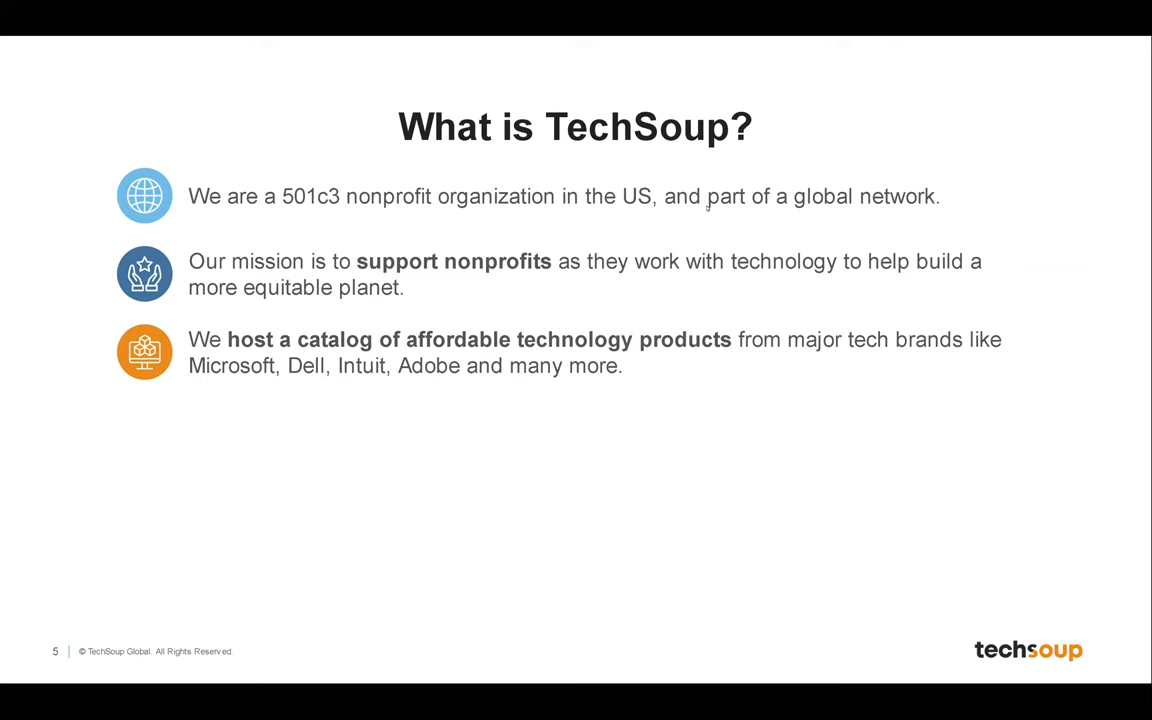 What is TechSoup?
We are a 501c3 nonprofit organization in the US, and part of a global network.
Our mission is to support nonprofits as they work with technology to help build a
more equitable planet.
We host a catalog of affordable technology products from major tech brands like
Microsoft, Dell, Intuit, Adobe and many more.
5 © TechSoup Global. All Rights Reserved.
techsoup